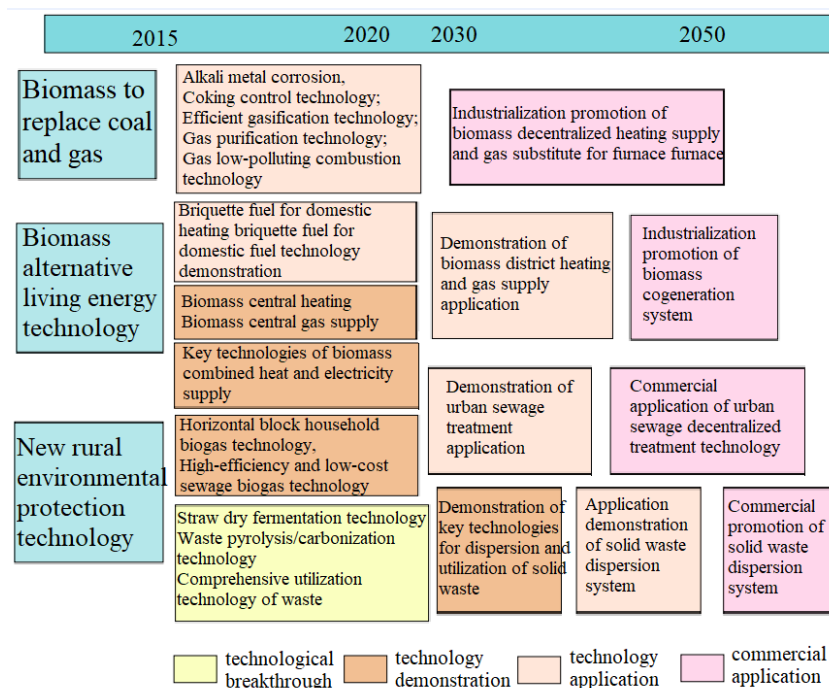 2015 2020 2030 2050
Biomass to
replace coal
and gas
Alkali metal corrosion,
Coking control technology;
Efficient gasification technology;
Gas purification technology;
Gas low-polluting combustion
technology
Industrialization promotion of
biomass decentralized heating supply
and gas substitute for furnace furnace
Biomass
alternative
living energy
technology
Briquette fuel for domestic
heating briquette fuel for
domestic fuel technology
demonstration
Biomass central heating
Biomass central gas supply
Key technologies of biomass
combined heat and electricity
supply
Demonstration of
biomass district heating
and gas supply
application
Industrialization
promotion of
biomass
cogeneration
system
New rural
environmental
protection
technology
Horizontal block household
biogas technology,
High-efficiency and low-cost
sewage biogas technology
Demonstration of
urban sewage
treatment
application
Commercial
application of urban
sewage decentralized
treatment technology
Straw dry fermentation technology
Waste pyrolysis/carbonization
technology
Comprehensive utilization
technology of waste
Demonstration of
key technologies
for dispersion and
utilization of solid
waste
Application
demonstration
of solid waste
dispersion
system
Commercial
promotion of
solid waste
dispersion
system
technological
breakthrough
technology
demonstration
technology
application
commercial
application